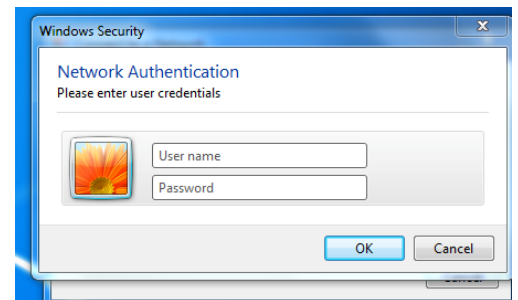 Windows Security
Network Authentication
Please enter user credentials
User name
Password
OK Cancel